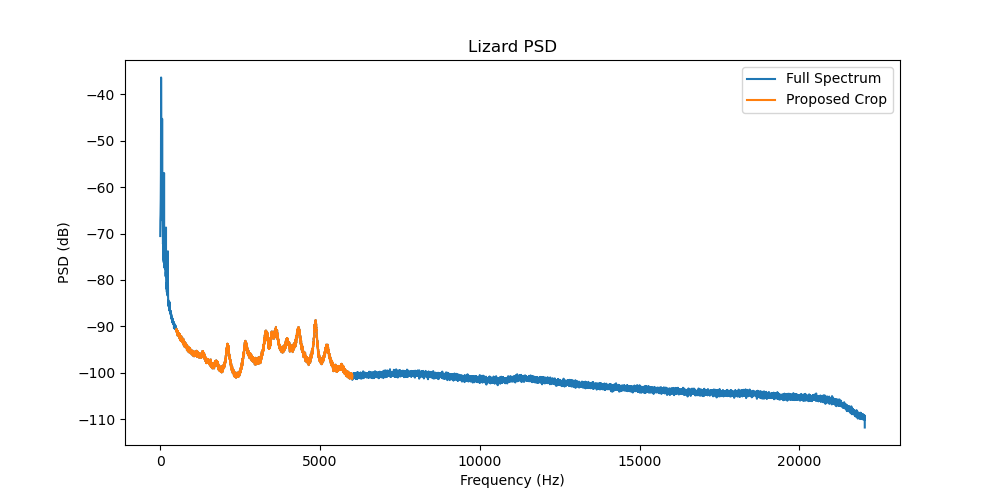 Lizard PSD
Full Spectrum
Proposed Crop
PSD (dB)
−40
−50
−60
−70
−80
−90
−100
−110
0
5000
10000
15000
20000
Frequency (Hz)